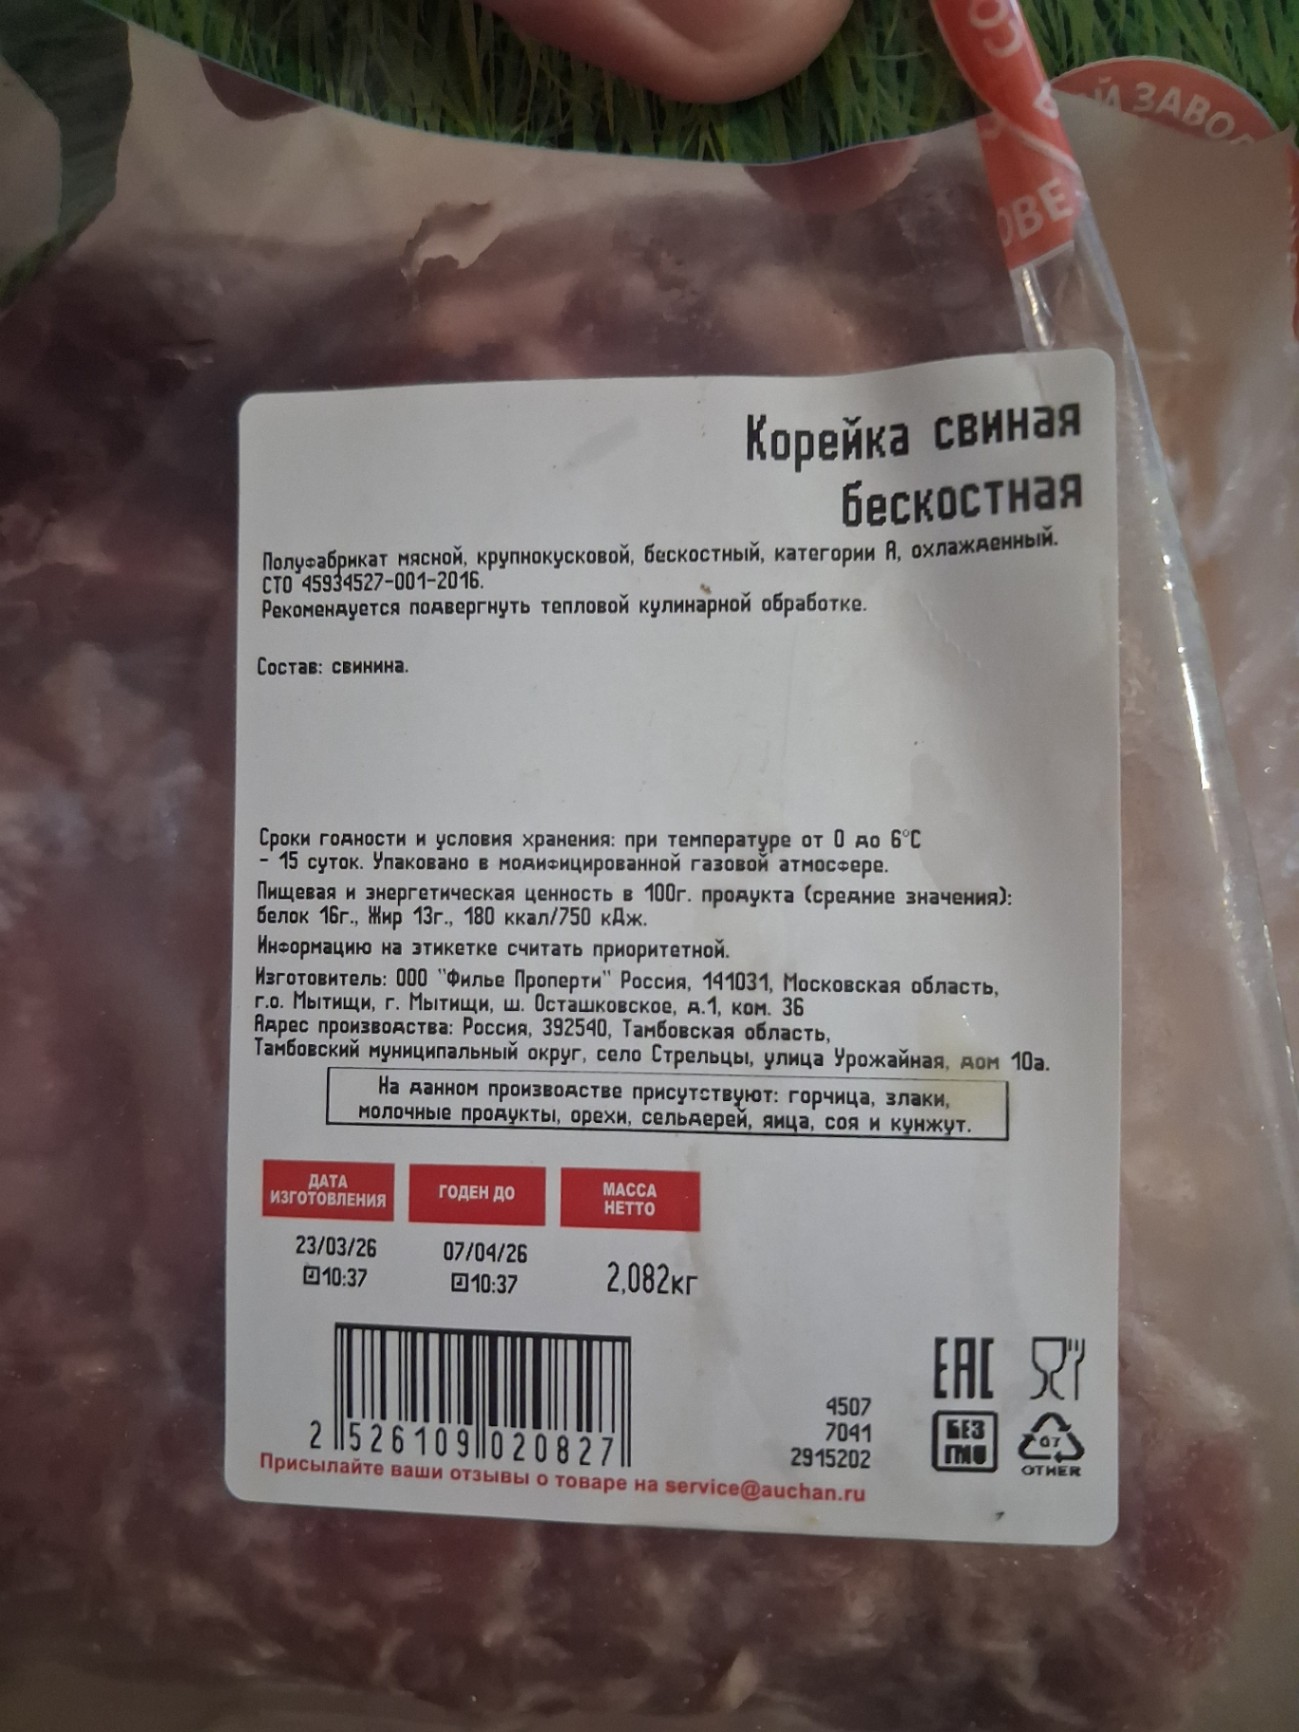 Й ЗАВО
ОВЕ
Корейка свиная
бескостная
Полуфабрикат мясной, крупнокусковой, бескостный, категории А, охлажденный.
СТО 45934527-001-2016.
Рекомендуется подвергнуть тепловой кулинарной обработке.
Состав: свинина.
Сроки годности и условия хранения: при температуре от 0 до 6°С
- 15 суток. Упаковано в модифицированной газовой атмосфере.
Пищевая и энергетическая ценность в 100г. продукта (средние значения):
белок 16г., Жир 13г., 180 ккал/750 кДж.
Информацию на этикетке считать приоритетной.
Изготовитель: ООО "Филье Проперти" Россия, 141031, Московская область,
г.о. Мытищи, г. Мытищи, ш. Осташковское, д.1, ком. 36
Адрес производства: Россия, 392540, Тамбовская область,
Тамбовский муниципальный округ, село Стрельцы, улица Урожайная, дом 10а.
На данном производстве присутствуют: горчица, злаки,
молочные продукты, орехи, сельдерей, яица, соя и кунжут.
ДАТА
ИЗГОТОВЛЕНИЯ
ГОДЕН ДО
МАССА
НЕТТО
23/03/26
10:37
07/04/26
10:37
2,082кг
2 526109 020827
4507
7041
2915202
ЕАС
БЕЗ
ГМО
07
OTHER
Присылайте ваши отзывы о товаре на service@auchan.ru